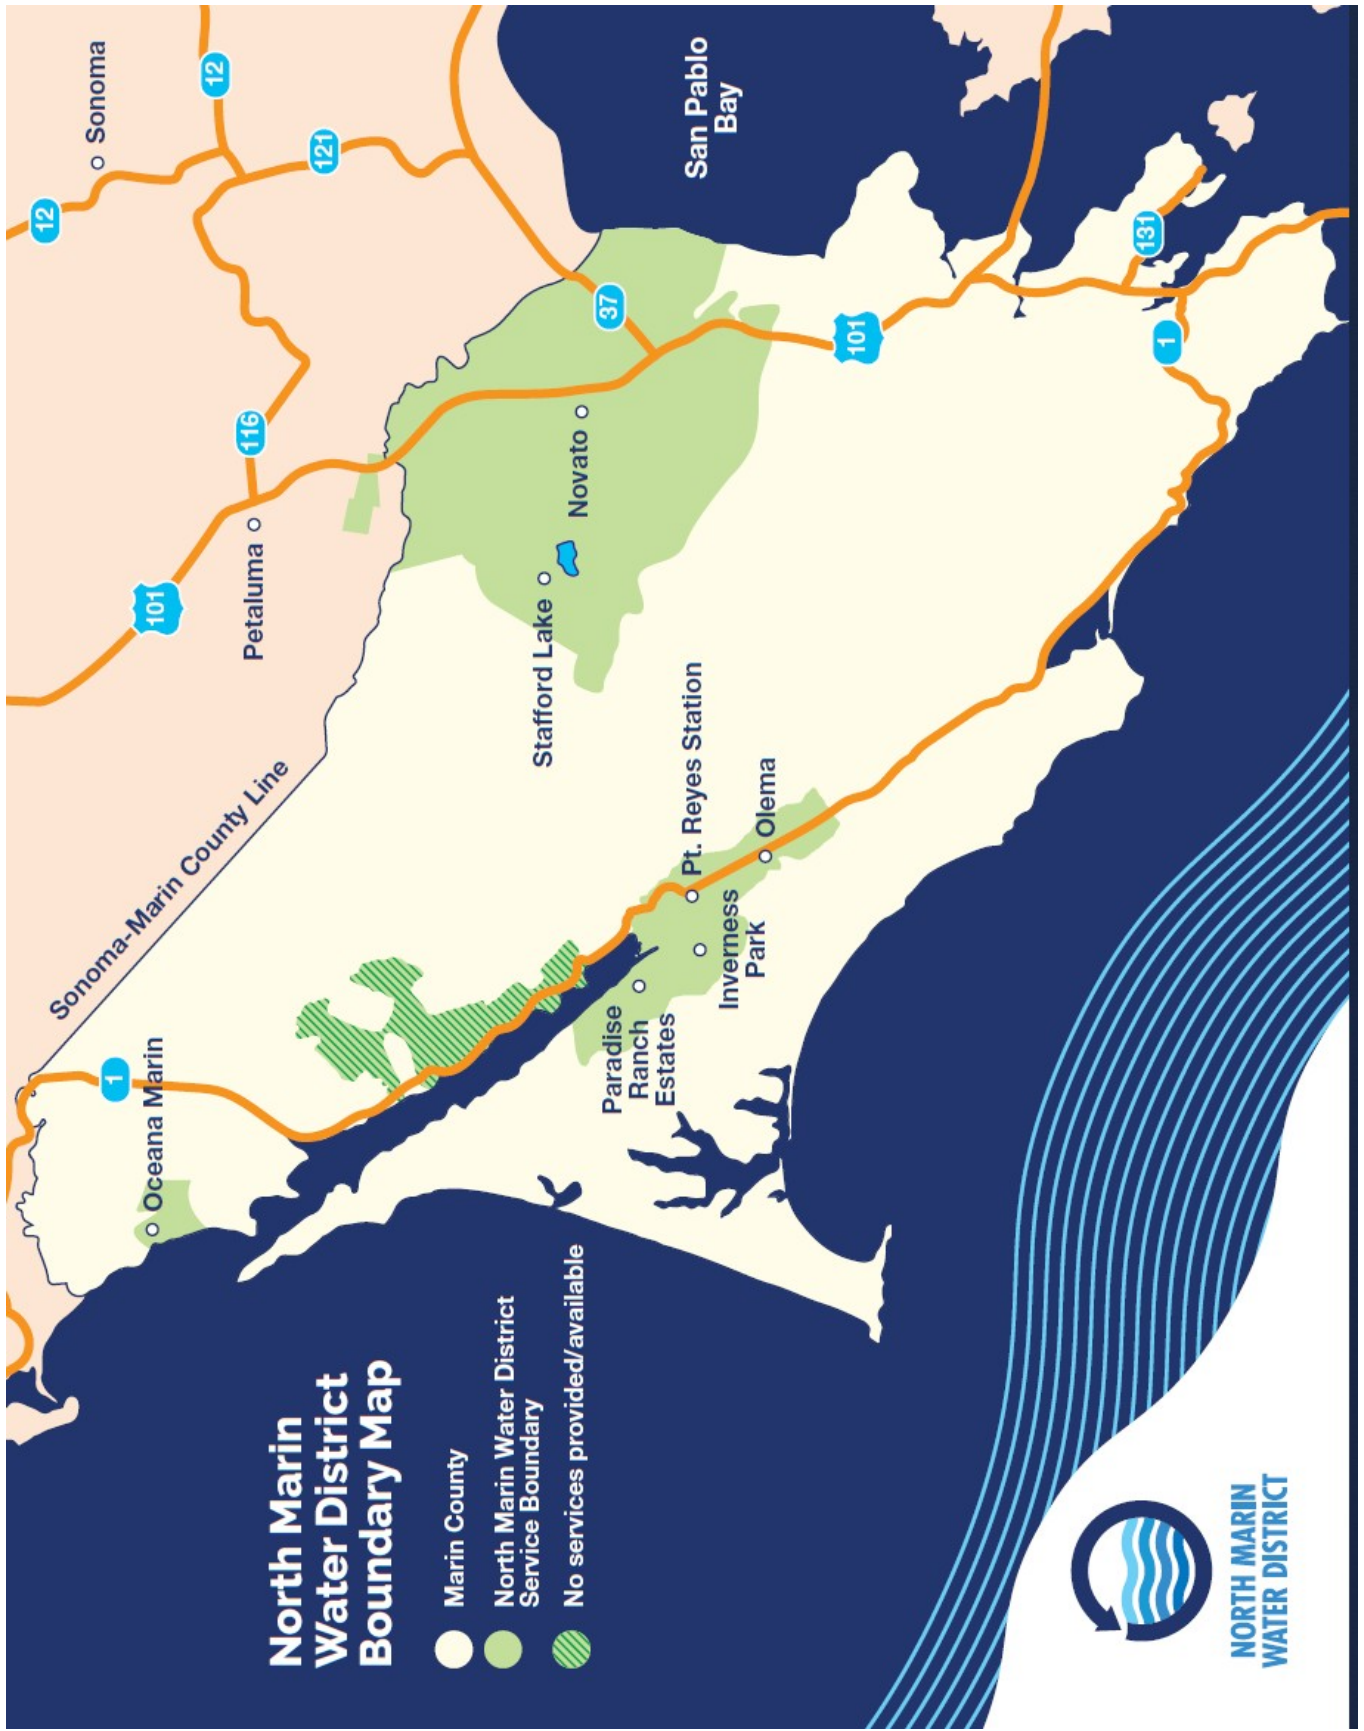 North Marin
Water District
Boundary Map
Marin County
North Marin Water District
Service Boundary
No services provided/available
Sonoma-Marin County Line
Oceana Marin
1
Petaluma
101
116
12
Sonoma
12
121
37
San Pablo
Bay
Stafford Lake
Novato
101
Pt. Reyes Station
Olema
Inverness
Park
Paradise
Ranch
Estates
131
1
NORTH MARIN
WATER DISTRICT